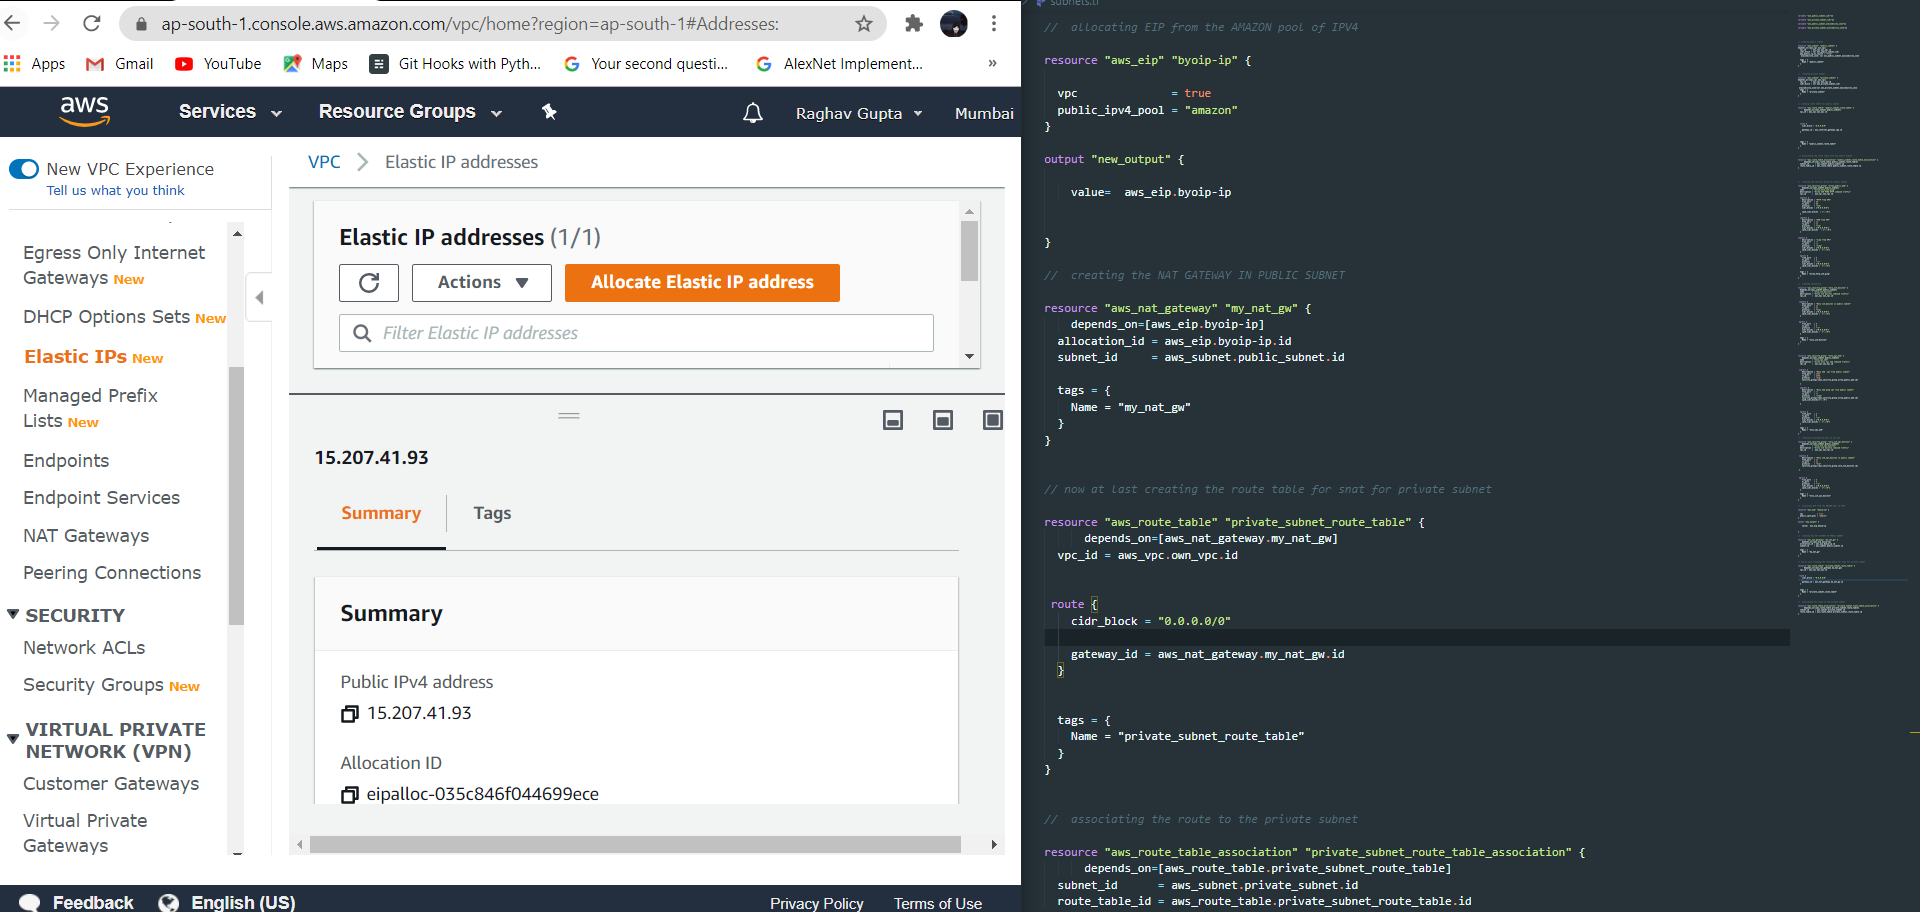 ap-south-1.console.aws.amazon.com/vpc/home?region=ap-south-1#Addresses:
Apps
Gmail
YouTube
Maps
Git Hooks with Pyth...
Your second questi...
AlexNet Implement...
»
aws
Services
Resource Groups
Raghav Gupta
Mumbai
New VPC Experience
Tell us what you think
Egress Only Internet
Gateways New
DHCP Options Sets New
Elastic IPs New
Managed Prefix
Lists New
Endpoints
Endpoint Services
NAT Gateways
Peering Connections
SECURITY
Network ACLs
Security Groups New
VIRTUAL PRIVATE
NETWORK (VPN)
Customer Gateways
Virtual Private
Gateways
VPC
Elastic IP addresses
Elastic IP addresses (1/1)
Actions
Allocate Elastic IP address
Filter Elastic IP addresses
15.207.41.93
Summary
Tags
Summary
Public IPv4 address
15.207.41.93
Allocation ID
eipalloc-035c846f044699ece
Feedback
English (US)
Privacy Policy
Terms of Use
subnets.tf
// allocating EIP from the AMAZON pool of IPV4
resource "aws_eip" "byoip-ip" {
vpc = true
public_ipv4_pool = "amazon"
}
output "new_output" {
value= aws_eip.byoip-ip
}
// creating the NAT GATEWAY IN PUBLIC SUBNET
resource "aws_nat_gateway" "my_nat_gw" {
depends_on=[aws_eip.byoip-ip]
allocation_id = aws_eip.byoip-ip.id
subnet_id = aws_subnet.public_subnet.id
tags = {
Name = "my_nat_gw"
}
}
// now at last creating the route table for snat for private subnet
resource "aws_route_table" "private_subnet_route_table" {
depends_on=[aws_nat_gateway.my_nat_gw]
vpc_id = aws_vpc.own_vpc.id
route {
cidr_block = "0.0.0.0/0"
gateway_id = aws_nat_gateway.my_nat_gw.id
}
tags = {
Name = "private_subnet_route_table"
}
}
// associating the route to the private subnet
resource "aws_route_table_association" "private_subnet_route_table_association" {
depends_on=[aws_route_table.private_subnet_route_table]
subnet_id = aws_subnet.private_subnet.id
route_table_id = aws_route_table.private_subnet_route_table.id